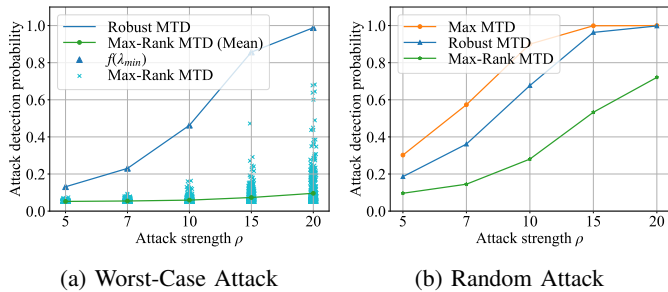 Attack detection probability
1.0
0.8
0.6
0.4
0.2
0.0
Robust MTD
Max-Rank MTD (Mean)
f(λmin)
Max-Rank MTD
5 7 10 15 20
Attack strength ρ
(a) Worst-Case Attack
Attack detection probability
1.0
0.8
0.6
0.4
0.2
0.0
Max MTD
Robust MTD
Max-Rank MTD
5 7 10 15 20
Attack strength ρ
(b) Random Attack